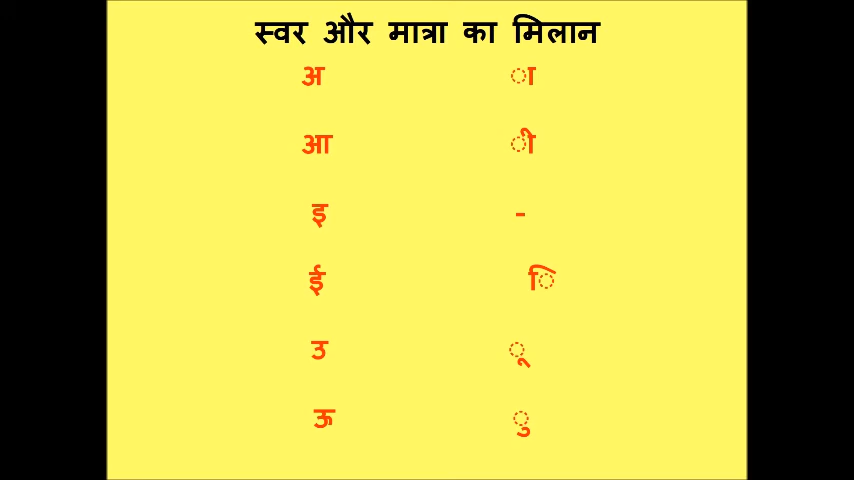 स्वर और मात्रा का मिलान
अ ा
आ ी
इ -
ई ि
उ ू
ऊ ु